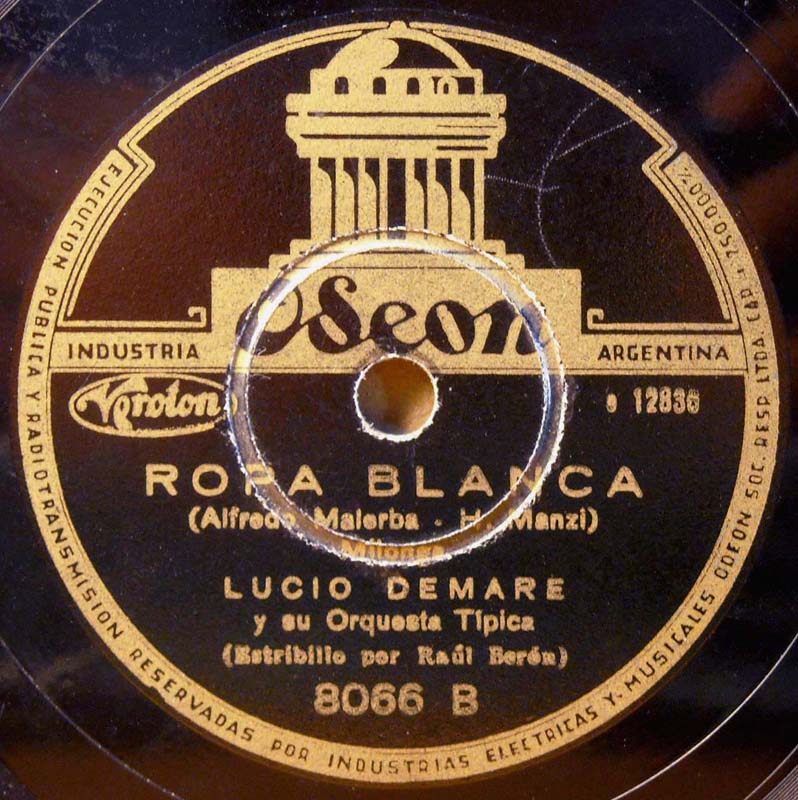 Odeon
INDUSTRIA ARGENTINA
Veroton
12836
ROPA BLANCA
(Alfredo Malerba - H. Manzi)
Milonga
LUCIO DEMARE
y su Orquesta Típica
(Estribillo por Raúl Berón)
8066 B
EJECUCION PUBLICA Y RADIOTRANSMISION RESERVADAS POR INDUSTRIAS ELECTRICAS Y MUSICALES ODEON SOC. RESP. LTDA. CAP. 750.000